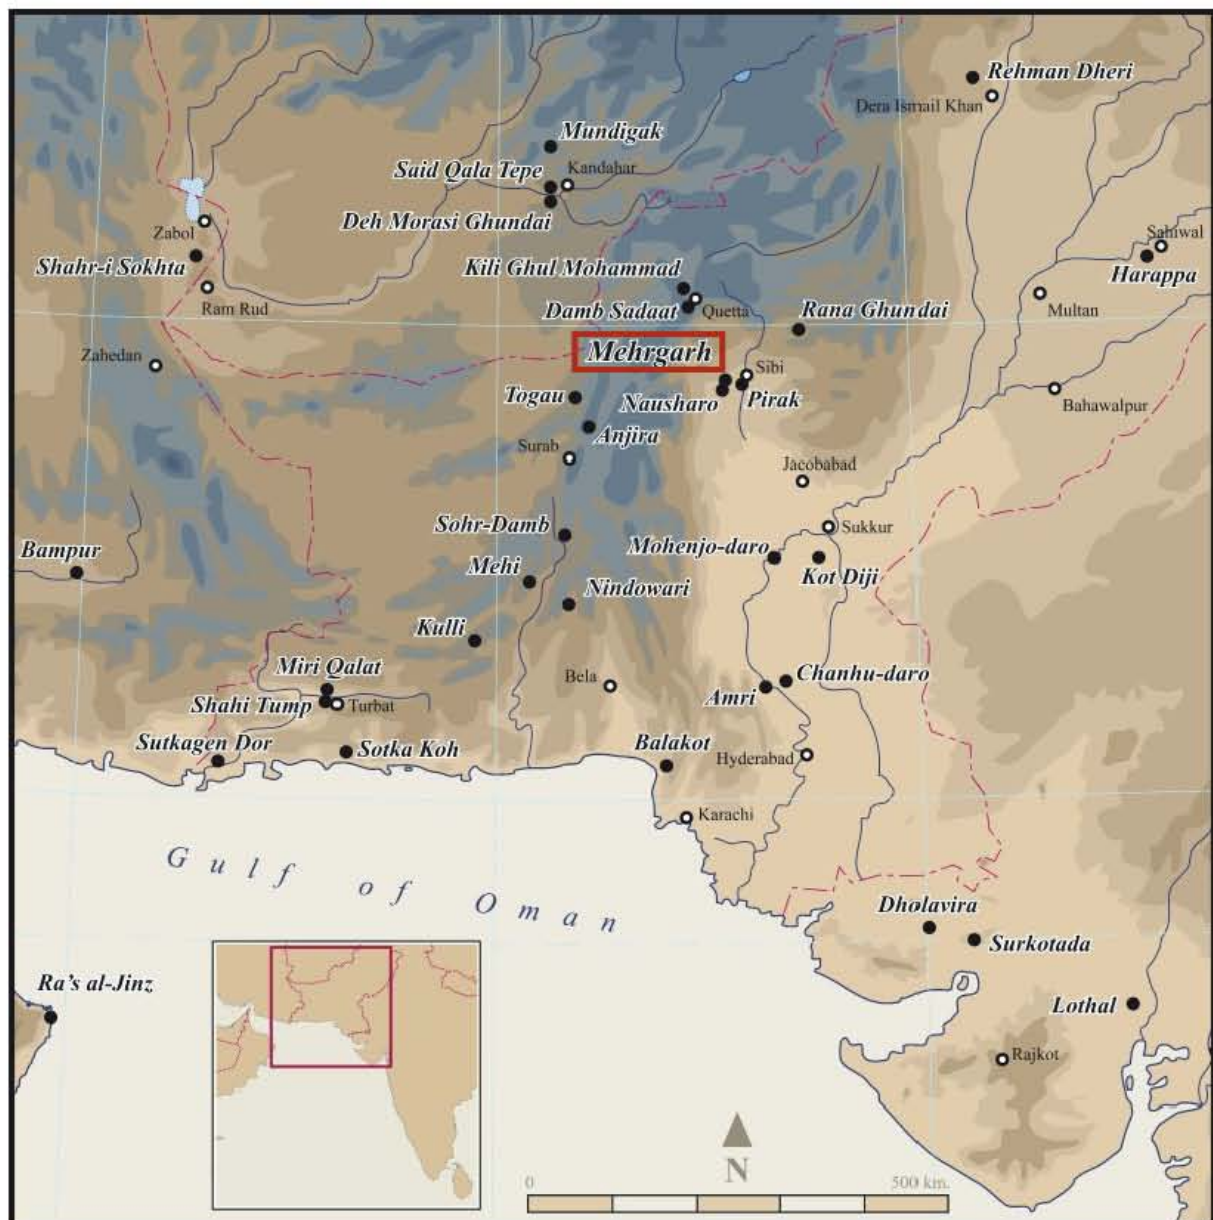 Rehman Dheri
Dera Ismail Khan
Mundigak
Said Qala Tepe
Kandahar
Deh Morasi Ghundai
Zabol
Sahiwal
Shahr-i Sokhta
Kili Ghul Mohammad
Harappa
Ram Rud
Damb Sadaat
Quetta
Rana Ghundai
Multan
Zahedan
Mehrgarh
Sibi
Togau
Nausharo
Pirak
Bahawalpur
Anjira
Surab
Jacobabad
Sohr-Damb
Sukkur
Bampur
Mohenjo-daro
Mehi
Kot Diji
Nindowari
Kulli
Miri Qalat
Bela
Chanhu-daro
Shahi Tump
Turbat
Amri
Sutkagen Dor
Sotka Koh
Balakot
Hyderabad
Karachi
Gulf of Oman
Dholavira
Surkotada
Ra's al-Jinz
Lothal
Rajkot
N
0
500 km.